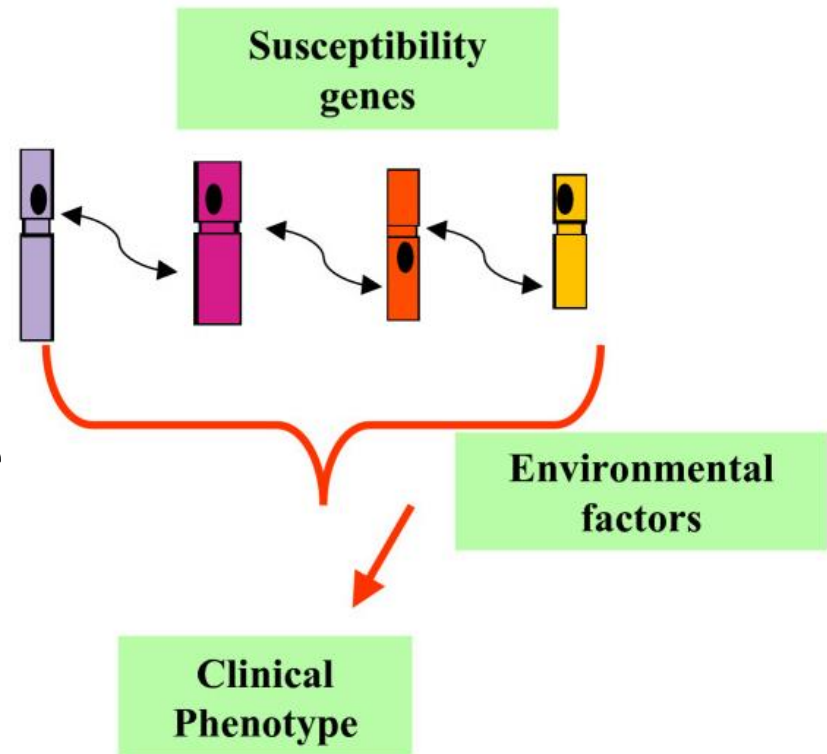 Susceptibility
genes
Environmental
factors
Clinical
Phenotype